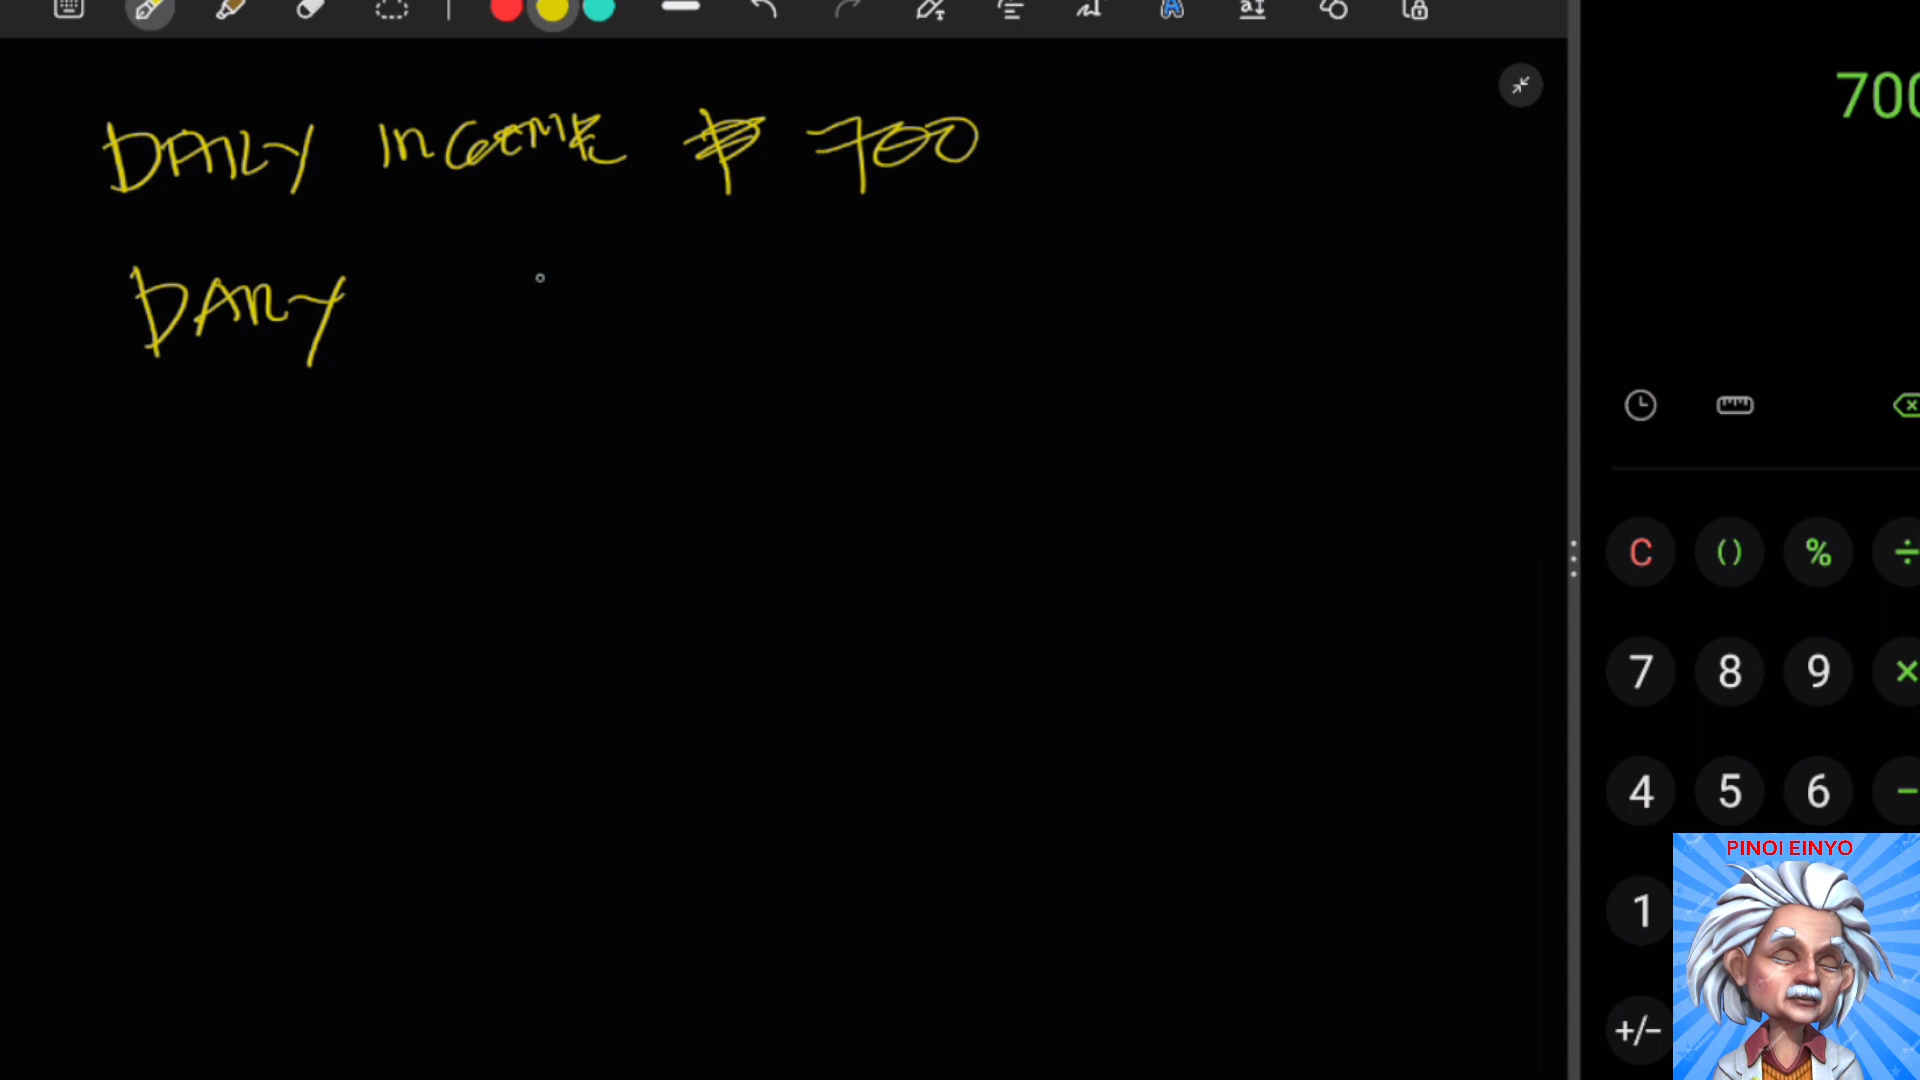 DAILY INCOME ₱ 700
DAILY
700
C () % ÷
7 8 9 ×
4 5 6 −
1
+/−
PINOI EINYO